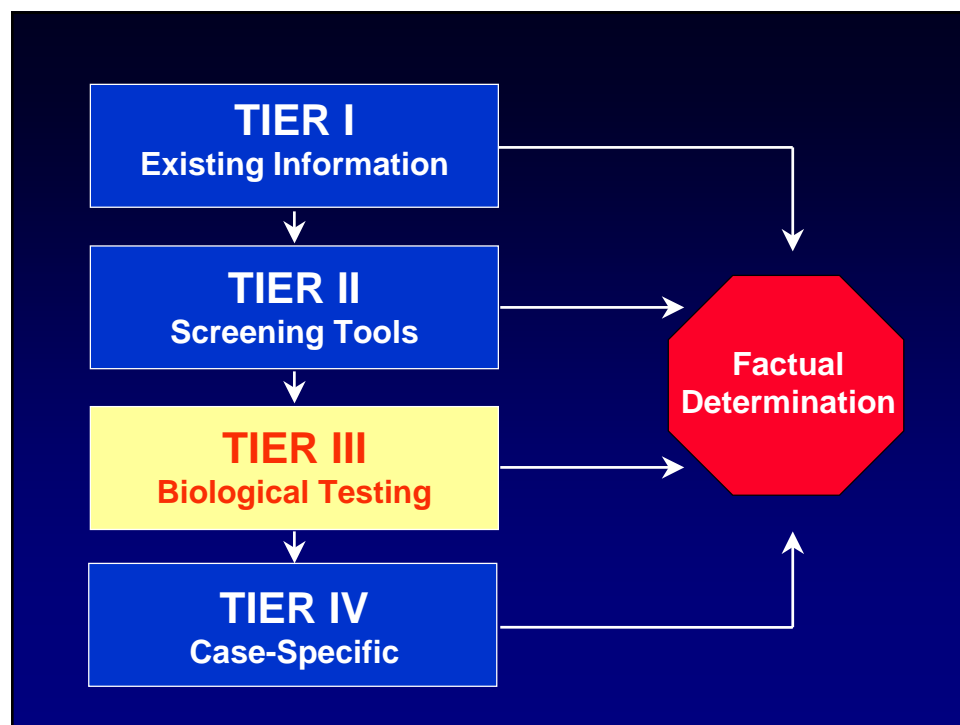 TIER I
Existing Information
TIER II
Screening Tools
TIER III
Biological Testing
TIER IV
Case-Specific
Factual
Determination